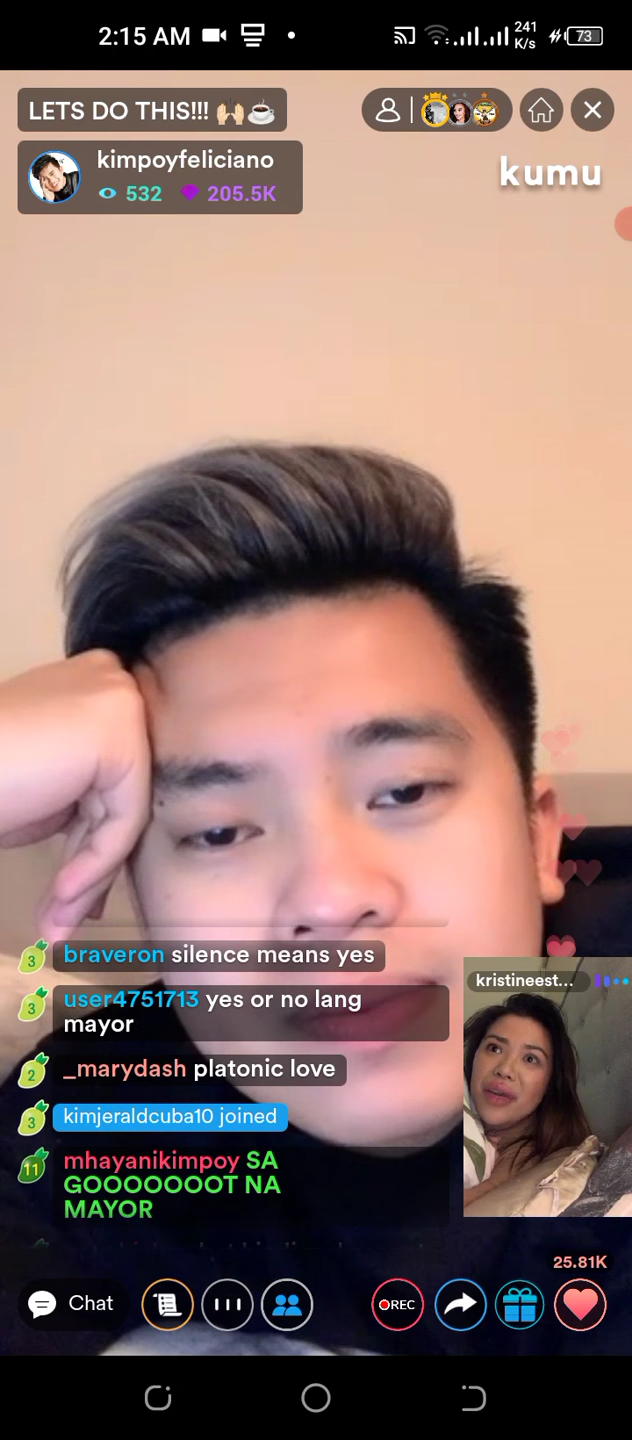 2:15 AM
241
K/s
73
LETS DO THIS!!! 🙌🏻☕
kimpoyfeliciano
532 205.5K
kumu
braveron silence means yes
3
user4751713 yes or no lang
mayor
3
_marydash platonic love
2
kimjeraldcuba10 joined
3
mhayanikimpoy SA
GOOOOOOOT NA
MAYOR
11
kristineest...
25.81K
Chat
REC